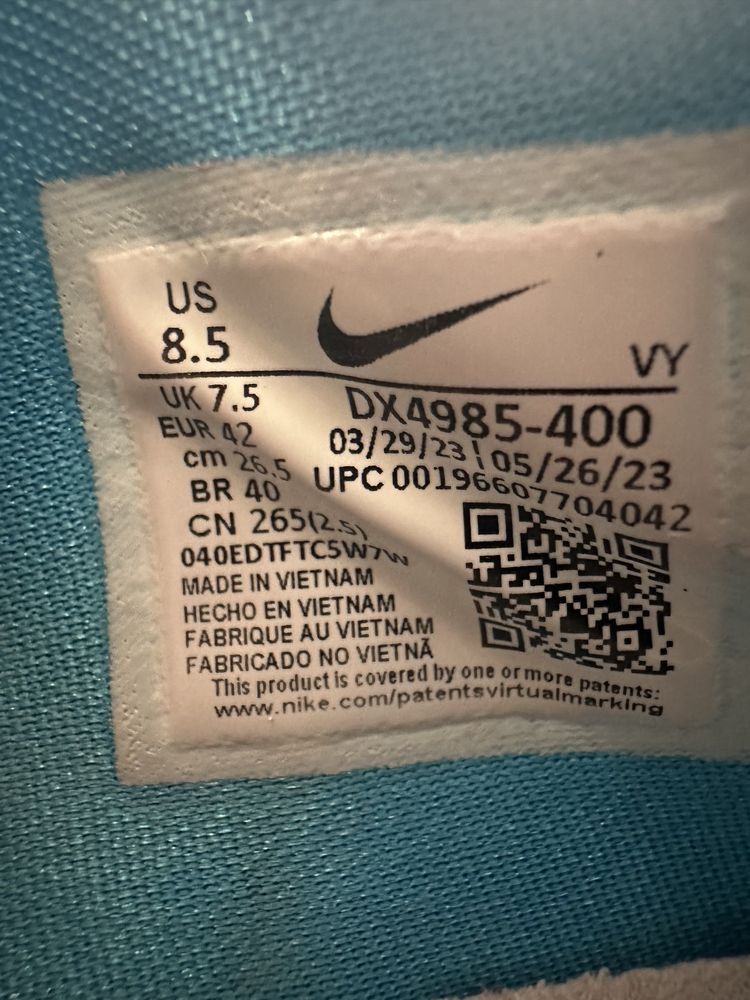 US
8.5
VY
UK 7.5
DX4985-400
EUR 42
03/29/23 \ 05/26/23
cm 26.5
UPC 00196607704042
BR 40
CN 265(2.5)
040EDTFTC5W7W
MADE IN VIETNAM
HECHO EN VIETNAM
FABRIQUE AU VIETNAM
FABRICADO NO VIETNÃ
This product is covered by one or more patents:
www.nike.com/patentsvirtualmarking